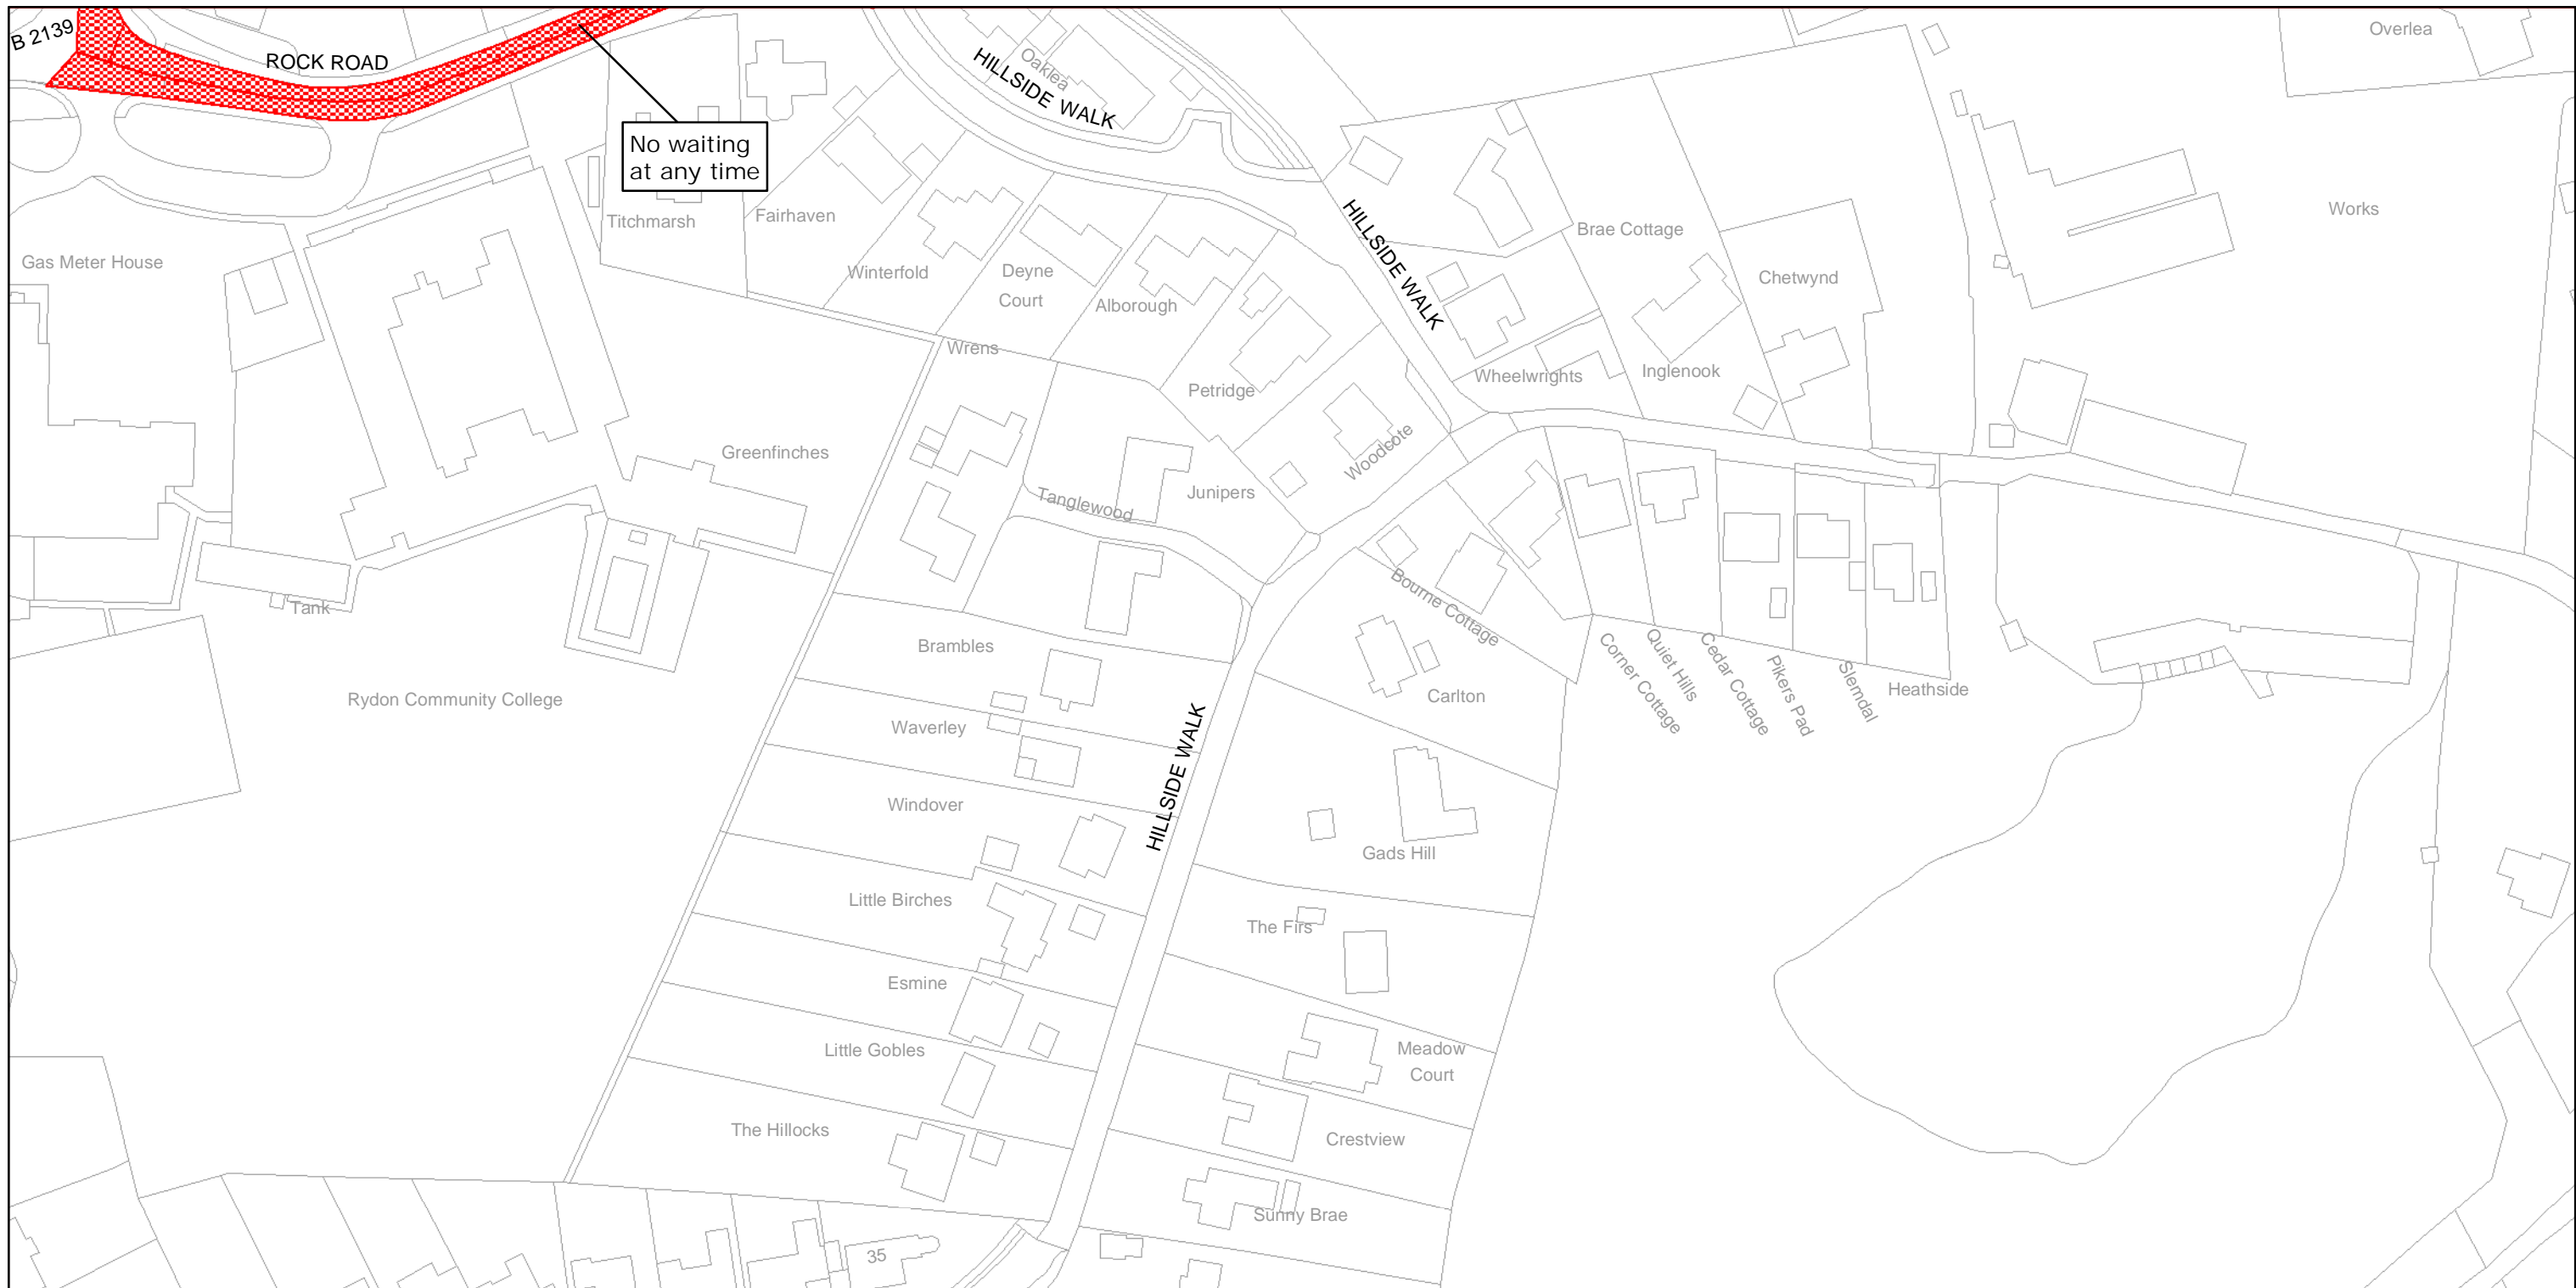 B 2139
ROCK ROAD
HILLSIDE WALK
Oaklea
Overlea
No waiting
at any time
Titchmarsh
Fairhaven
Gas Meter House
Winterfold
Deyne
Court
Alborough
HILLSIDE WALK
Brae Cottage
Chetwynd
Works
Wrens
Petridge
Wheelwrights
Inglenook
Greenfinches
Tanglewood
Junipers
Woodcote
Tank
Bourne Cottage
Brambles
Rydon Community College
Carlton
Corner Cottage
Quiet Hills
Cedar Cottage
Pikers Pad
Slemdal
Heathside
Waverley
HILLSIDE WALK
Windover
Gads Hill
Little Birches
The Firs
Esmine
Little Gobles
Meadow
Court
The Hillocks
Crestview
Sunny Brae
35